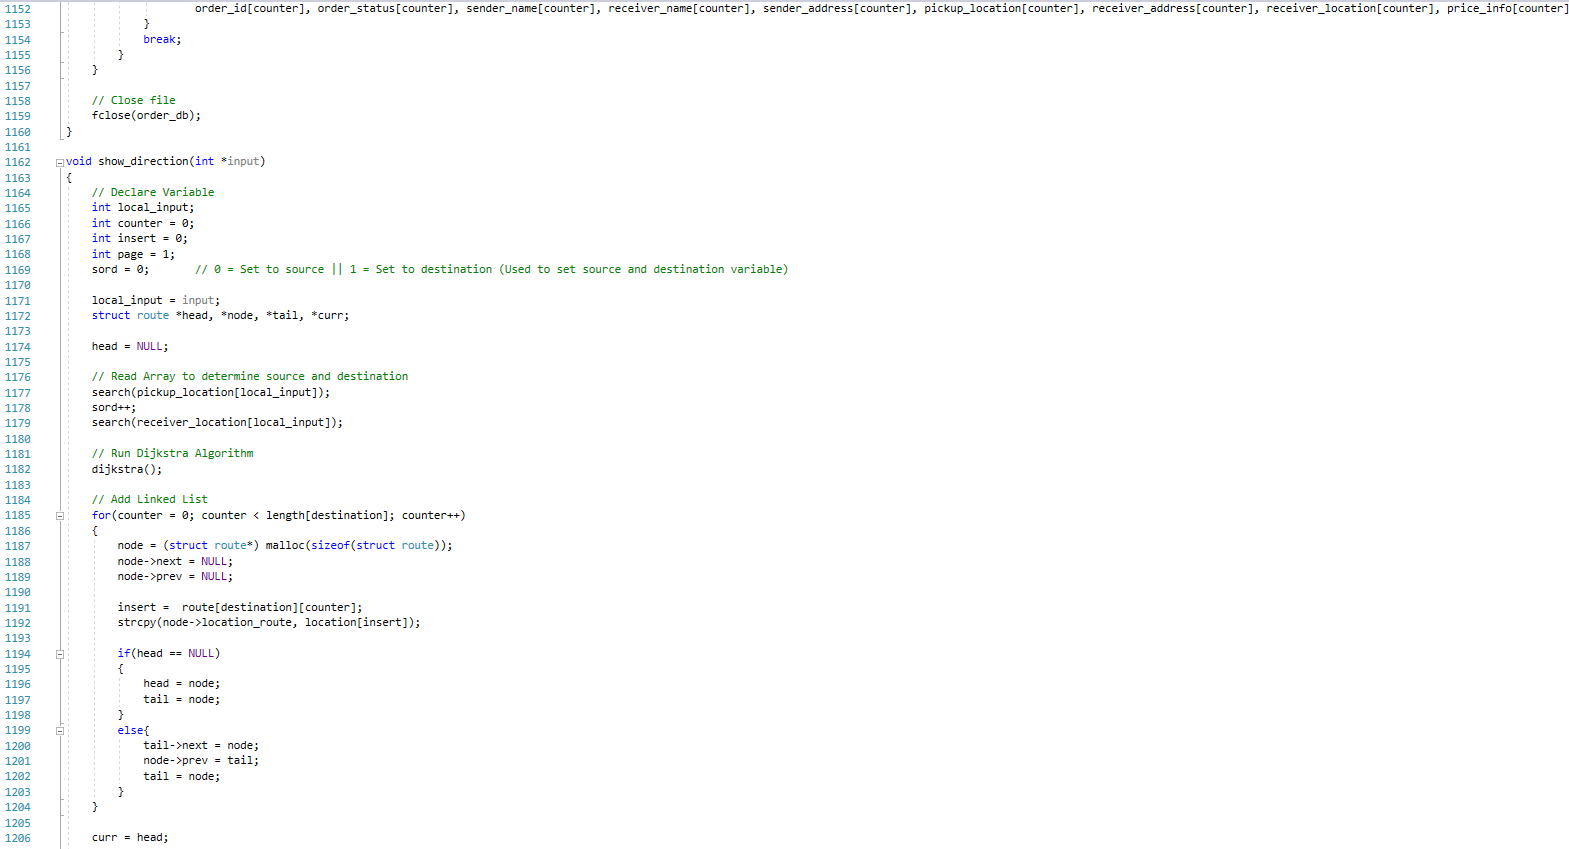 1152                         order_id[counter], order_status[counter], sender_name[counter], receiver_name[counter], sender_address[counter], pickup_location[counter], receiver_address[counter], receiver_location[counter], price_info[counter]
1153                 }
1154                 break;
1155             }
1156         }
1157
1158         // Close file
1159         fclose(order_db);
1160     }
1161
1162     void show_direction(int *input)
1163     {
1164         // Declare Variable
1165         int local_input;
1166         int counter = 0;
1167         int insert = 0;
1168         int page = 1;
1169         sord = 0;       // 0 = Set to source || 1 = Set to destination (Used to set source and destination variable)
1170
1171         local_input = input;
1172         struct route *head, *node, *tail, *curr;
1173
1174         head = NULL;
1175
1176         // Read Array to determine source and destination
1177         search(pickup_location[local_input]);
1178         sord++;
1179         search(receiver_location[local_input]);
1180
1181         // Run Dijkstra Algorithm
1182         dijkstra();
1183
1184         // Add Linked List
1185         for(counter = 0; counter < length[destination]; counter++)
1186         {
1187             node = (struct route*) malloc(sizeof(struct route));
1188             node->next = NULL;
1189             node->prev = NULL;
1190
1191             insert =  route[destination][counter];
1192             strcpy(node->location_route, location[insert]);
1193
1194             if(head == NULL)
1195             {
1196                 head = node;
1197                 tail = node;
1198             }
1199             else{
1200                 tail->next = node;
1201                 node->prev = tail;
1202                 tail = node;
1203             }
1204         }
1205
1206         curr = head;